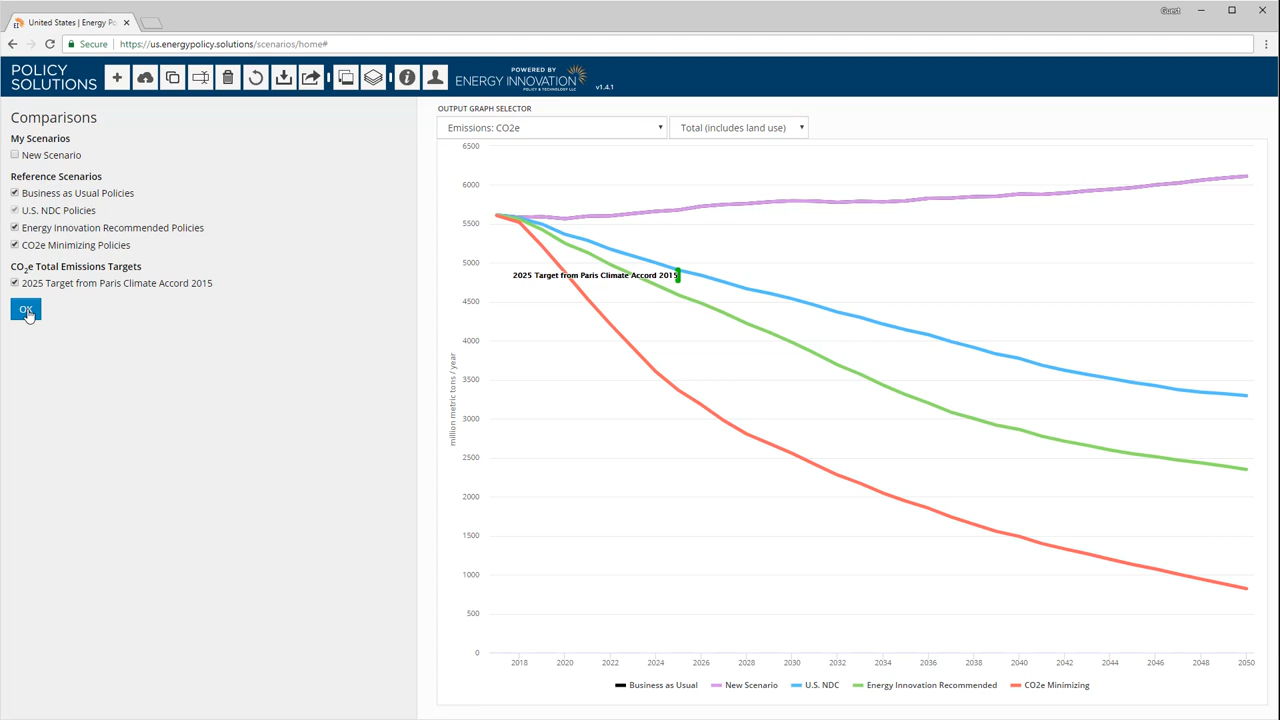 United States | Energy Po
Guest
Secure
https://us.energypolicy.solutions/scenarios/home#
POLICY
SOLUTIONS
POWERED BY
ENERGY INNOVATION
POLICY & TECHNOLOGY LLC
v1.4.1
Comparisons
My Scenarios
New Scenario
Reference Scenarios
Business as Usual Policies
U.S. NDC Policies
Energy Innovation Recommended Policies
CO2e Minimizing Policies
CO2e Total Emissions Targets
2025 Target from Paris Climate Accord 2015
OK
OUTPUT GRAPH SELECTOR
Emissions: CO2e
Total (includes land use)
6500
6000
5500
5000
4500
4000
3500
3000
2500
2000
1500
1000
500
0
million metric tons / year
2025 Target from Paris Climate Accord 2015
2018 2020 2022 2024 2026 2028 2030 2032 2034 2036 2038 2040 2042 2044 2046 2048 2050
Business as Usual New Scenario U.S. NDC Energy Innovation Recommended CO2e Minimizing